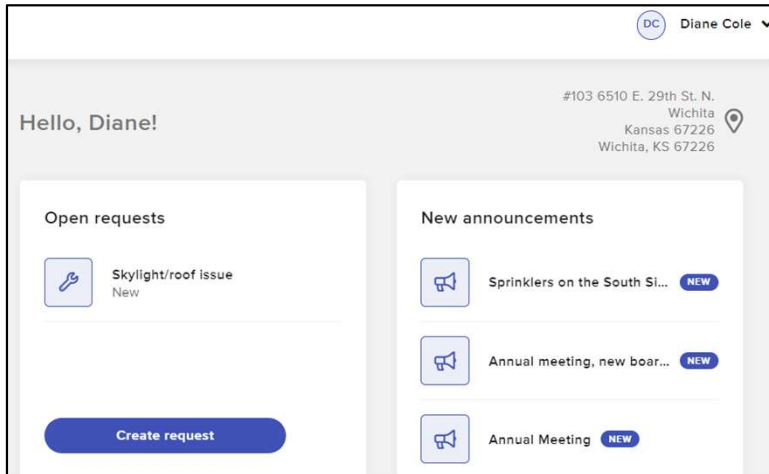 DC Diane Cole
Hello, Diane!
#103 6510 E. 29th St. N.
Wichita
Kansas 67226
Wichita, KS 67226
Open requests
Skylight/roof issue
New
Create request
New announcements
Sprinklers on the South Si... NEW
Annual meeting, new boar... NEW
Annual Meeting NEW